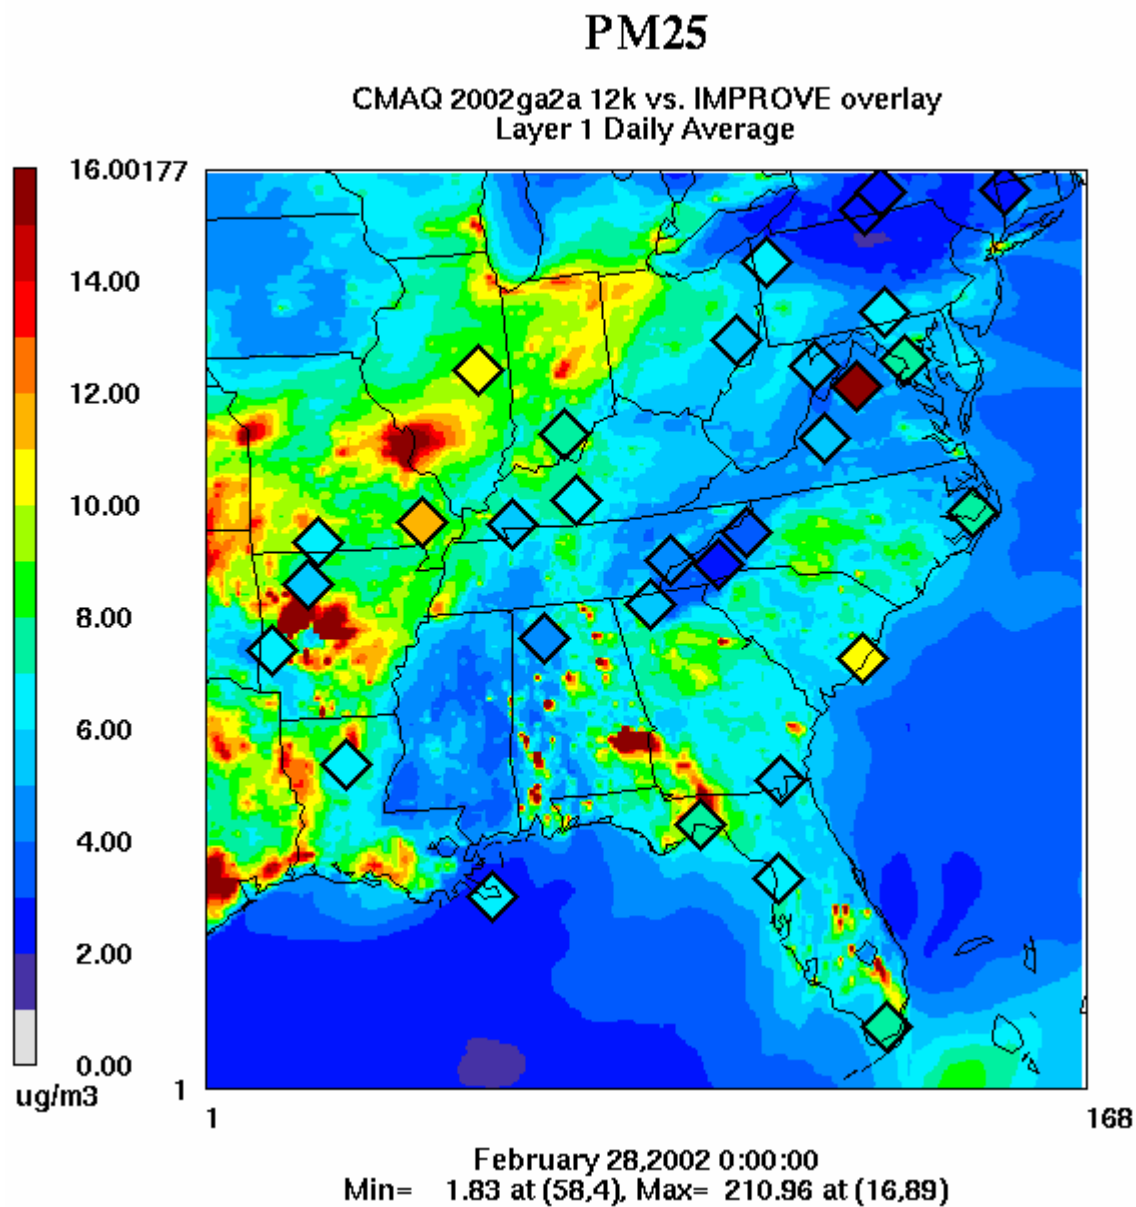 PM25
CMAQ 2002ga2a 12k vs. IMPROVE overlay
Layer 1 Daily Average
16.00
177
14.00
12.00
10.00
8.00
6.00
4.00
2.00
0.00
ug/m3
1
1
168
February 28,2002 0:00:00
Min= 1.83 at (58,4), Max= 210.96 at (16,89)